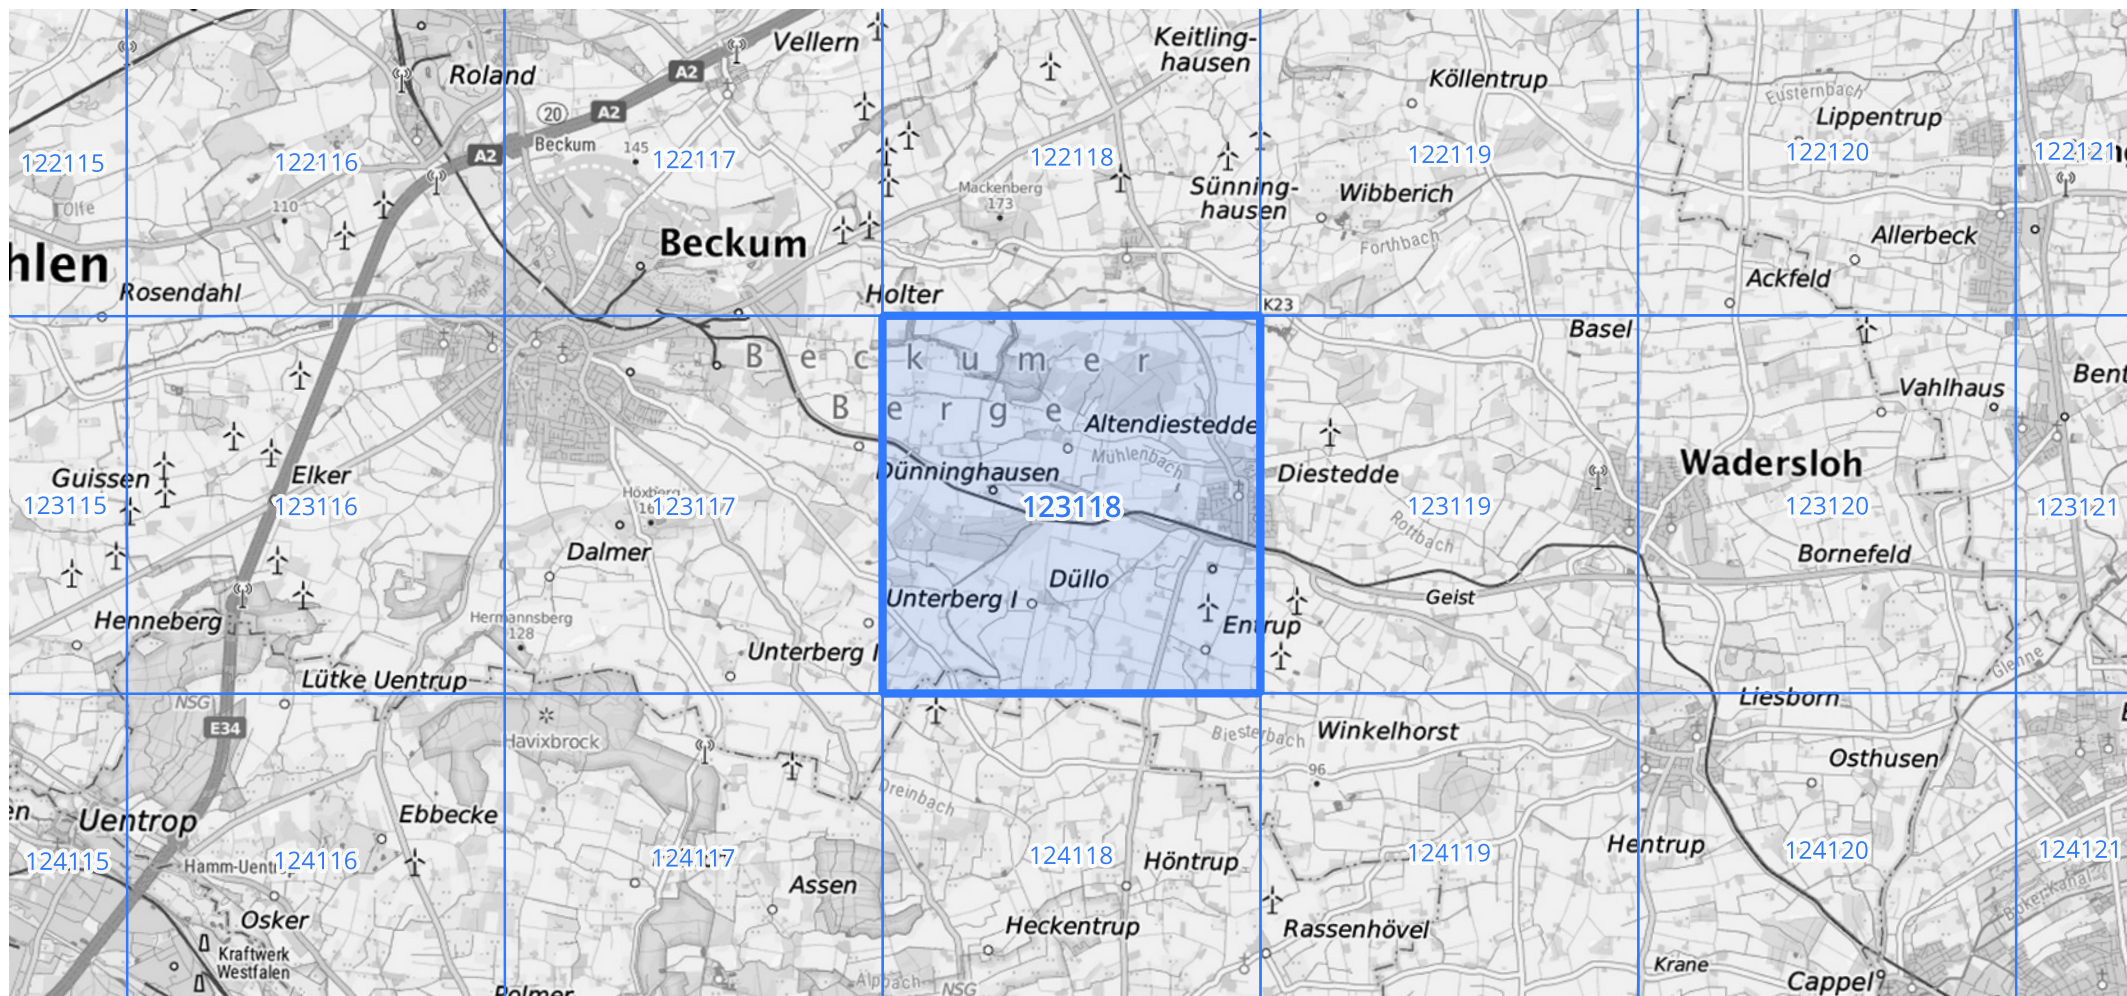 Keitling-
hausen
Vellern
Roland
A2
Köllentrup
Eusternbach
Lippentrup
20
A2
Beckum
145
A2
122115
122116
122117
122118
122119
122120
122121
Mackenberg
173
Sünning-
hausen
Wibberich
Olfe
110
Forthbach
Allerbeck
Beckum
hlen
Ackfeld
Rosendahl
Holter
K23
Basel
Beckumer
Berge
Vahlhaus
Bent
Altendiestedde
Mühlenbach
Wadersloh
Guissen
Elker
Dünninghausen
Diestedde
Höxberg
16
123115
123116
123117
123118
123119
123120
123121
Rottbach
Dalmer
Düllo
Bornefeld
Henneberg
Hermannsberg
128
Unterberg I
Geist
Entrup
Unterberg I
Lütke Uentrup
Glenne
NSG
Liesborn
E34
Havixbrock
Biesterbach
Winkelhorst
Osthusen
96
Dreinbach
en
Uentrop
Ebbecke
Hentrup
124115
124116
124117
124118
124119
124120
124121
Hamm-Uentr
Höntrup
Assen
Boker Kanal
Osker
Heckentrup
Rassenhövel
Kraftwerk
Westfalen
Krane
Cappel
Alpbach
NSG
Polmer